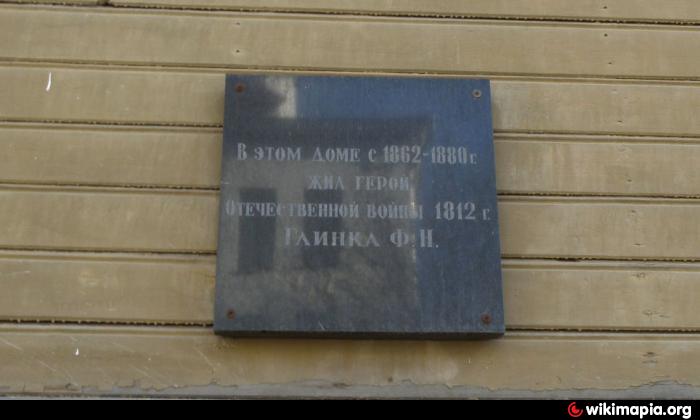 В ЭТОМ ДОМЕ С 1862-1880 г.
ЖИЛ ГЕРОЙ
ОТЕЧЕСТВЕННОЙ ВОЙНЫ 1812 г.
ГЛИНКА Ф.Н.
wikimapia.org